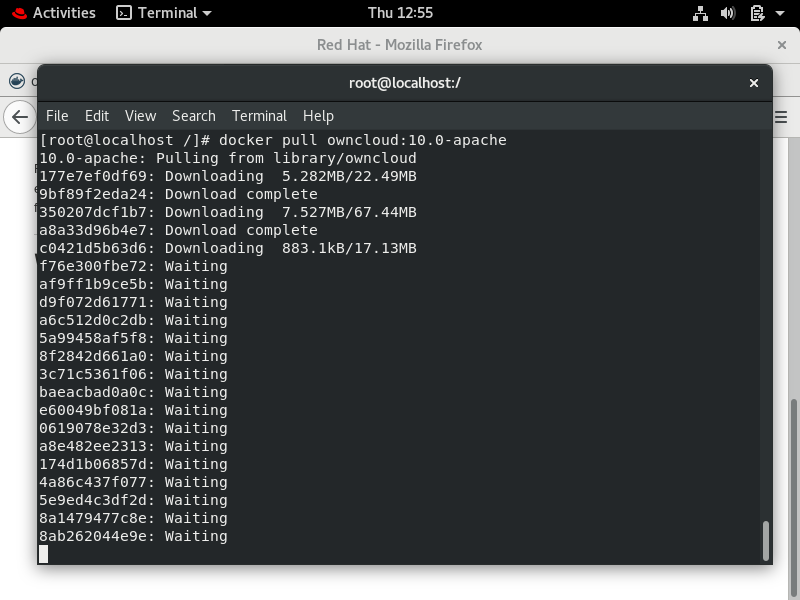 Activities Terminal Thu 12:55
Red Hat - Mozilla Firefox
root@localhost:/
File Edit View Search Terminal Help
[root@localhost /]# docker pull owncloud:10.0-apache
10.0-apache: Pulling from library/owncloud
177e7ef0df69: Downloading  5.282MB/22.49MB
9bf89f2eda24: Download complete
350207dcf1b7: Downloading  7.527MB/67.44MB
a8a33d96b4e7: Download complete
c0421d5b63d6: Downloading  883.1kB/17.13MB
f76e300fbe72: Waiting
af9ff1b9ce5b: Waiting
d9f072d61771: Waiting
a6c512d0c2db: Waiting
5a99458af5f8: Waiting
8f2842d661a0: Waiting
3c71c5361f06: Waiting
baeacbad0a0c: Waiting
e60049bf081a: Waiting
0619078e32d3: Waiting
a8e482ee2313: Waiting
174d1b06857d: Waiting
4a86c437f077: Waiting
5e9ed4c3df2d: Waiting
8a1479477c8e: Waiting
8ab262044e9e: Waiting